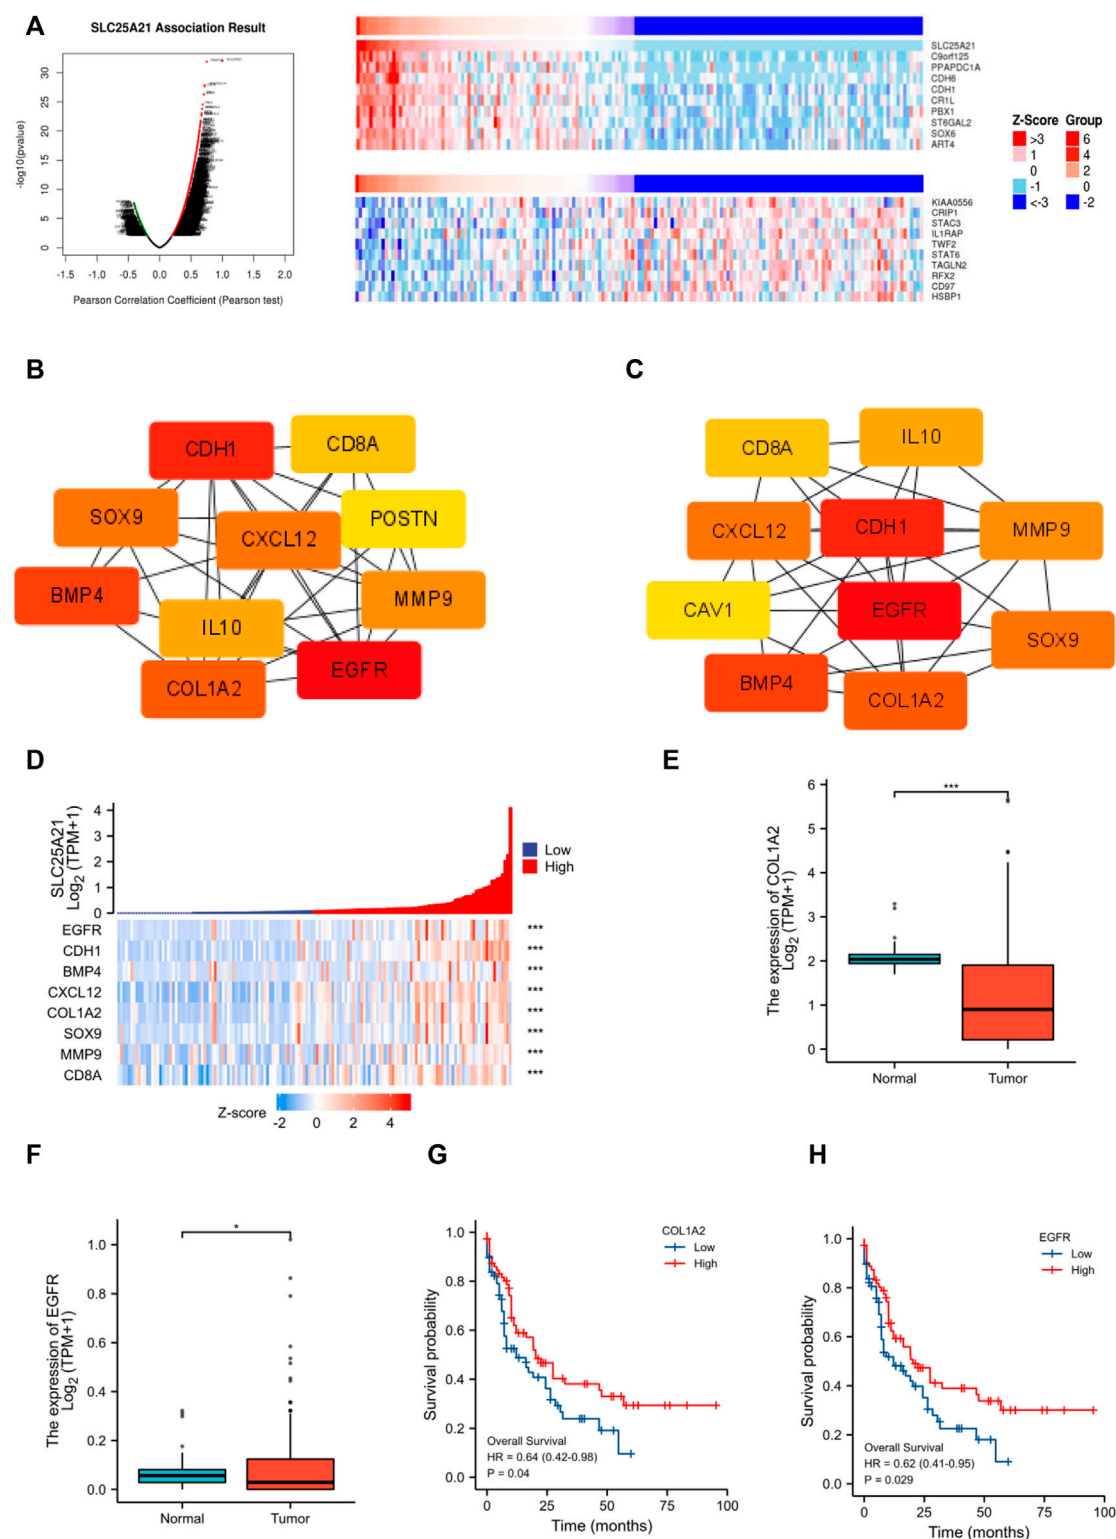 A
SLC25A21 Association Result
-log10(pvalue)
30
25
20
15
10
5
0
-1.5 -1.0 -0.5 0.0 0.5 1.0 1.5 2.0
Pearson Correlation Coefficient (Pearson test)
SLC25A21
C9orf125
PPAPDC1A
CDH6
CDH1
CR1L
PBX1
ST6GAL2
SOX6
ART4
KIAA0556
CRIP1
STAC3
IL1RAP
TWF2
STAT6
TAGLN2
RFX2
CD97
HSBP1
Z-Score Group
>3 6
1 4
0 2
-1 0
<-3 -2
B
CDH1
CD8A
SOX9
POSTN
CXCL12
BMP4
MMP9
IL10
EGFR
COL1A2
C
IL10
CD8A
CXCL12
CDH1
MMP9
CAV1
EGFR
SOX9
BMP4
COL1A2
D
SLC25A21
Log2 (TPM+1)
4
3
2
1
0
Low
High
EGFR ***
CDH1 ***
BMP4 ***
CXCL12 ***
COL1A2 ***
SOX9 ***
MMP9 ***
CD8A ***
Z-score
-2 0 2 4
E
The expression of COL1A2
Log2 (TPM+1)
6
5
4
3
2
1
0
***
Normal Tumor
F
The expression of EGFR
Log2 (TPM+1)
1.0
0.8
0.6
0.4
0.2
0.0
*
Normal Tumor
G
Survival probability
1.0
0.8
0.6
0.4
0.2
0.0
COL1A2
Low
High
Overall Survival
HR = 0.64 (0.42-0.98)
P = 0.04
0 25 50 75 100
Time (months)
H
Survival probability
1.0
0.8
0.6
0.4
0.2
0.0
EGFR
Low
High
Overall Survival
HR = 0.62 (0.41-0.95)
P = 0.029
0 25 50 75 100
Time (months)